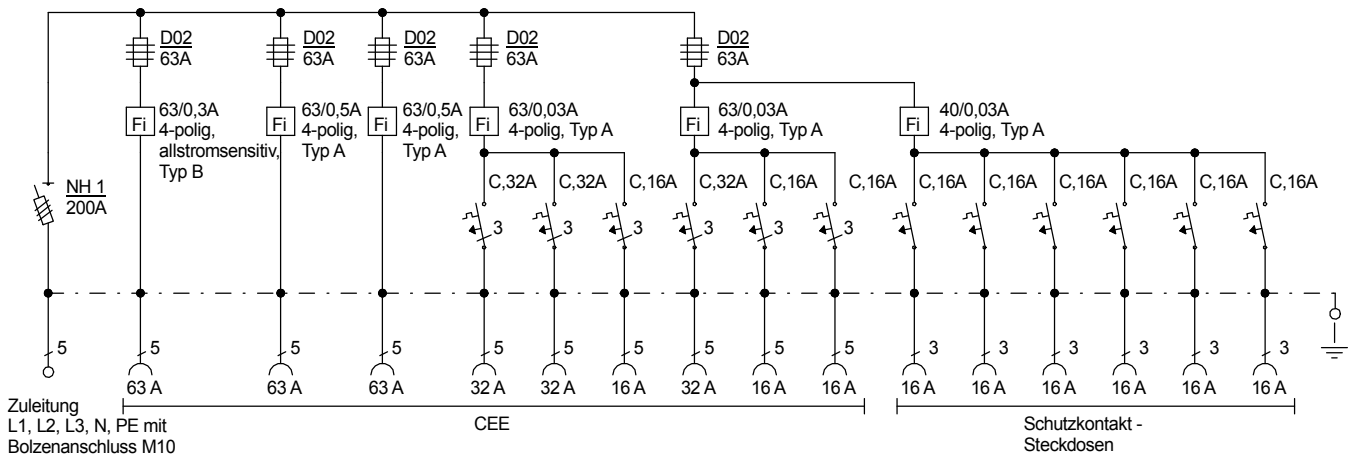 D02
63A
D02
63A
D02
63A
D02
63A
D02
63A
Fi
63/0,3A
4-polig,
allstromsensitiv,
Typ B
Fi
63/0,5A
4-polig,
Typ A
Fi
63/0,5A
4-polig,
Typ A
Fi
63/0,03A
4-polig, Typ A
Fi
63/0,03A
4-polig, Typ A
Fi
40/0,03A
4-polig, Typ A
NH 1
200A
C,32A
C,32A
C,16A
C,32A
C,16A
C,16A
C,16A
C,16A
C,16A
C,16A
C,16A
C,16A
3
3
3
3
3
3
5
5
5
5
5
5
5
5
5
5
3
3
3
3
3
3
63 A
63 A
63 A
32 A
32 A
16 A
32 A
16 A
16 A
16 A
16 A
16 A
16 A
16 A
16 A
Zuleitung
L1, L2, L3, N, PE mit
Bolzenanschluss M10
CEE
Schutzkontakt -
Steckdosen